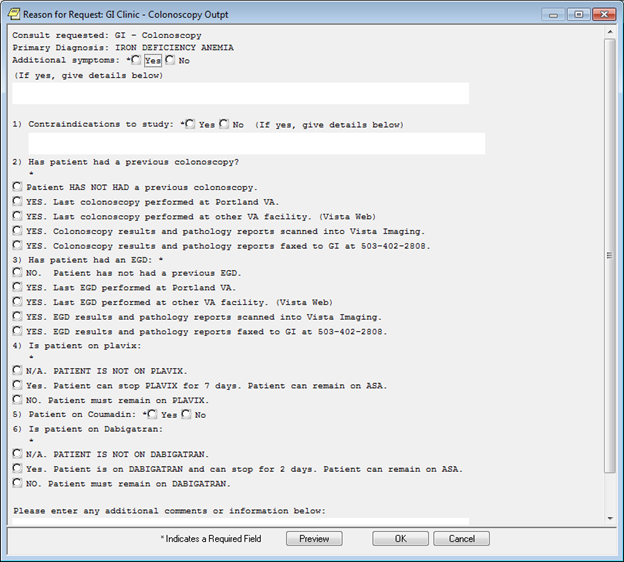 Reason for Request: GI Clinic - Colonoscopy Outpt
Consult requested: GI - Colonoscopy
Primary Diagnosis: IRON DEFICIENCY ANEMIA
Additional symptoms: * Yes No
(If yes, give details below)
1) Contraindications to study: * Yes No (If yes, give details below)
2) Has patient had a previous colonoscopy?
*
Patient HAS NOT HAD a previous colonoscopy.
YES. Last colonoscopy performed at Portland VA.
YES. Last colonoscopy performed at other VA facility. (Vista Web)
YES. Colonoscopy results and pathology reports scanned into Vista Imaging.
YES. Colonoscopy results and pathology reports faxed to GI at 503-402-2808.
3) Has patient had an EGD: *
NO. Patient has not had a previous EGD.
YES. Last EGD performed at Portland VA.
YES. Last EGD performed at other VA facility. (Vista Web)
YES. EGD results and pathology reports scanned into Vista Imaging.
YES. EGD results and pathology reports faxed to GI at 503-402-2808.
4) Is patient on plavix:
*
N/A. PATIENT IS NOT ON PLAVIX.
Yes. Patient can stop PLAVIX for 7 days. Patient can remain on ASA.
NO. Patient must remain on PLAVIX.
5) Patient on Coumadin: * Yes No
6) Is patient on Dabigatran:
*
N/A. PATIENT IS NOT ON DABIGATRAN.
Yes. Patient is on DABIGATRAN and can stop for 2 days. Patient can remain on ASA.
NO. Patient must remain on DABIGATRAN.
Please enter any additional comments or information below:
* Indicates a Required Field Preview OK Cancel